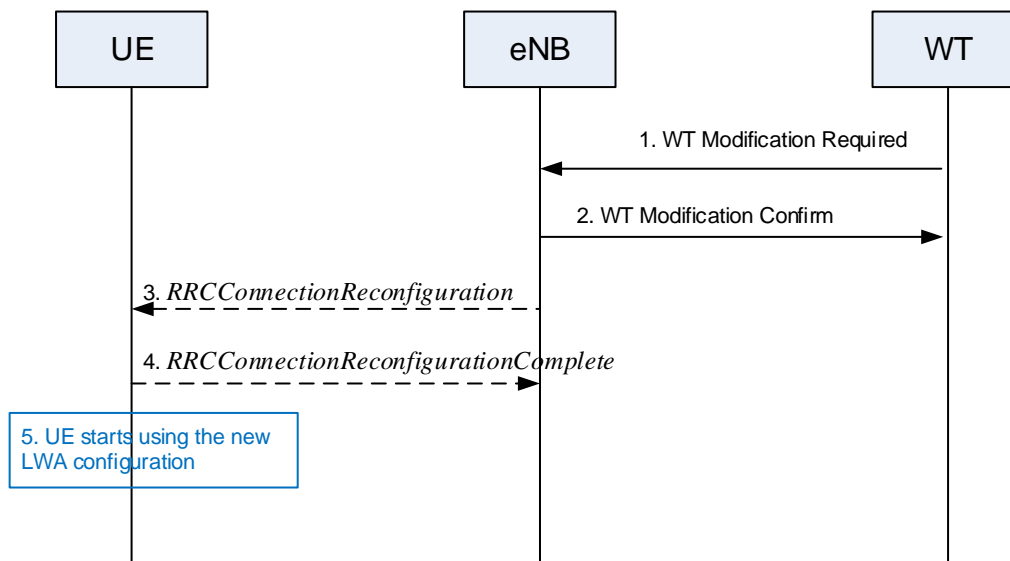 UE
eNB
WT
1. WT Modification Required
2. WT Modification Confirm
3. RRCConnectionReconfiguration
4. RRCConnectionReconfigurationComplete
5. UE starts using the new
LWA configuration